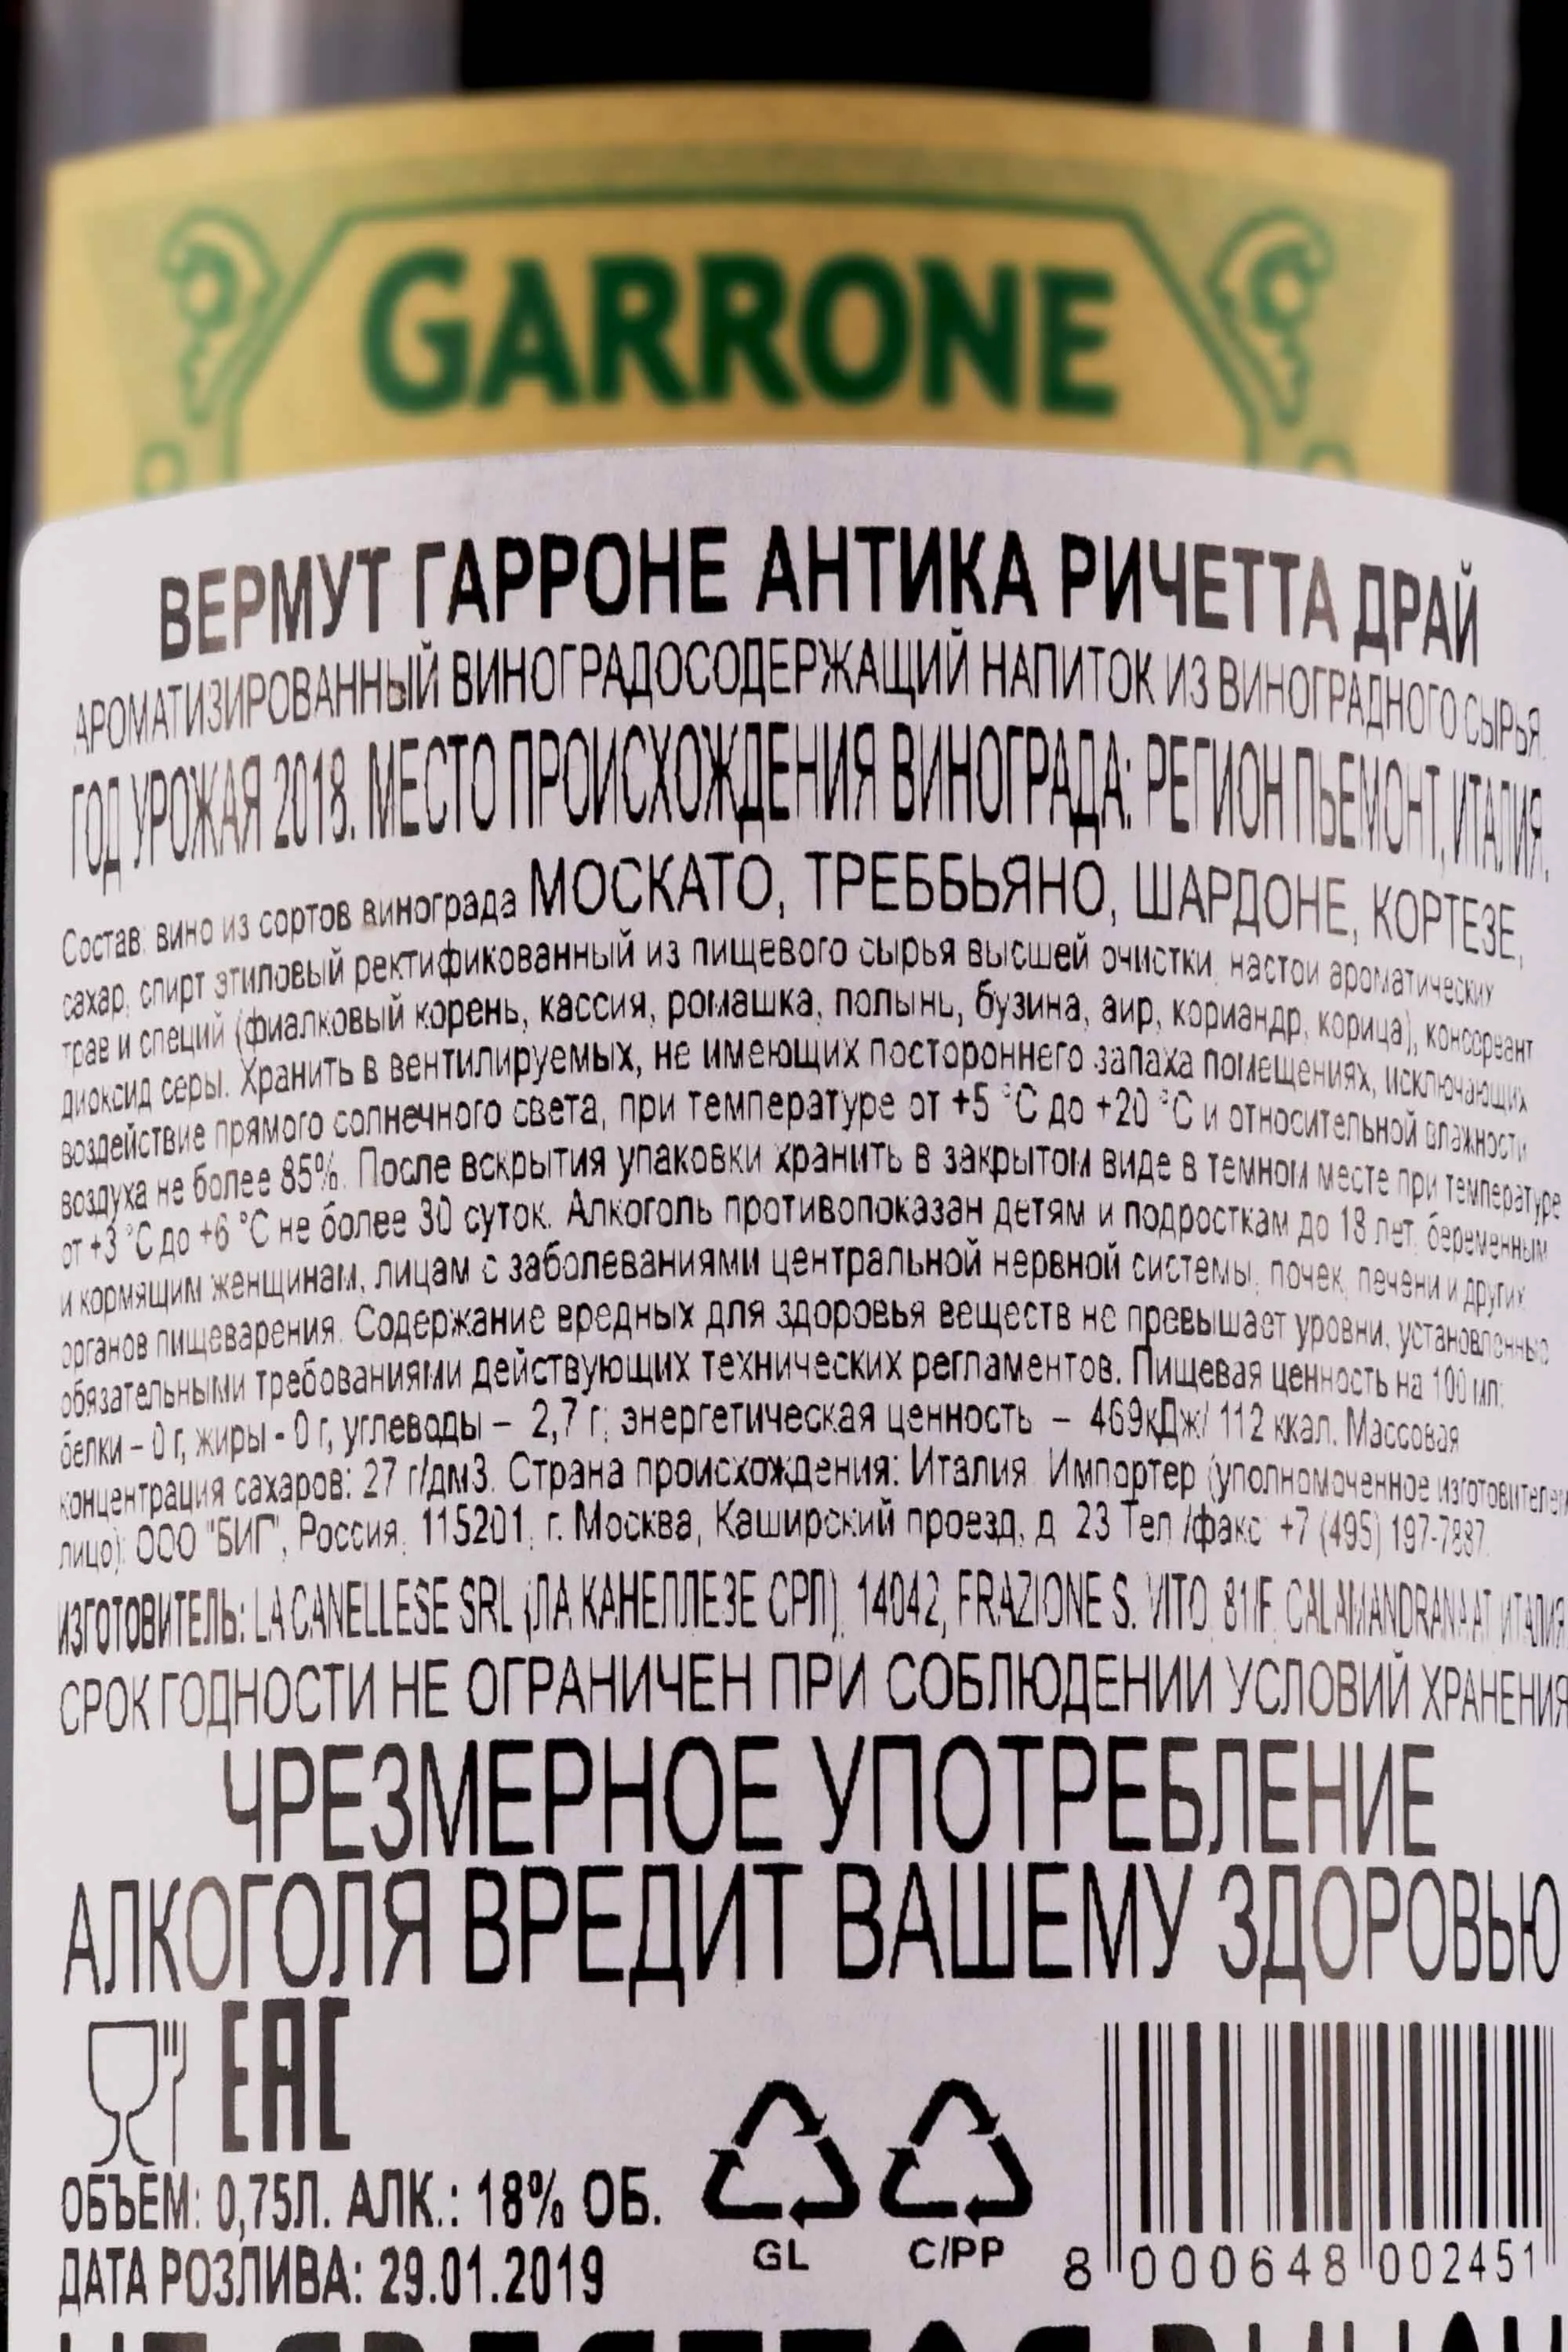 GARRONE
ВЕРМУТ ГАРРОНЕ АНТИКА РИЧЕТТА ДРАЙ
АРОМАТИЗИРОВАННЫЙ ВИНОГРАДОСОДЕРЖАЩИЙ НАПИТОК ИЗ ВИНОГРАДНОГО СЫРЬЯ.
ГОД УРОЖАЯ 2018. МЕСТО ПРОИСХОЖДЕНИЯ ВИНОГРАДА: РЕГИОН ПЬЕМОНТ, ИТАЛИЯ.
Состав: вино из сортов винограда МОСКАТО, ТРЕББЬЯНО, ШАРДОНЕ, КОРТЕЗЕ,
сахар, спирт этиловый ректификованный из пищевого сырья высшей очистки, настои ароматических
трав и специй (фиалковый корень, кассия, ромашка, полынь, бузина, аир, кориандр, корица), консервант
диоксид серы. Хранить в вентилируемых, не имеющих постороннего запаха помещениях, исключающих
воздействие прямого солнечного света, при температуре от +5 °C до +20 °C и относительной влажности
воздуха не более 85%. После вскрытия упаковки хранить в закрытом виде в темном месте при температуре
от +3 °C до +6 °C не более 30 суток. Алкоголь противопоказан детям и подросткам до 18 лет, беременным
и кормящим женщинам, лицам с заболеваниями центральной нервной системы, почек, печени и других
органов пищеварения. Содержание вредных для здоровья веществ не превышает уровни, установленные
обязательными требованиями действующих технических регламентов. Пищевая ценность на 100 мл:
белки – 0 г, жиры - 0 г, углеводы – 2,7 г; энергетическая ценность – 469кДж/ 112 ккал. Массовая
концентрация сахаров: 27 г/дм3. Страна происхождения: Италия. Импортер (уполномоченное изготовителем
лицо): ООО "БИГ", Россия, 115201, г. Москва, Каширский проезд, д. 23 Тел./факс: +7 (495) 197-7887.
ИЗГОТОВИТЕЛЬ: LA CANELLESE SRL (ЛА КАНЕЛЛЕЗЕ СРЛ), 14042, FRAZIONE S. VITO, 81/F, CALAMANDRANA AT, ИТАЛИЯ
СРОК ГОДНОСТИ НЕ ОГРАНИЧЕН ПРИ СОБЛЮДЕНИИ УСЛОВИЙ ХРАНЕНИЯ
ЧРЕЗМЕРНОЕ УПОТРЕБЛЕНИЕ
АЛКОГОЛЯ ВРЕДИТ ВАШЕМУ ЗДОРОВЬЮ
EAC
ОБЪЕМ: 0,75Л. АЛК.: 18% ОБ.
ДАТА РОЗЛИВА: 29.01.2019
GL
C/PP
8 000648 002451